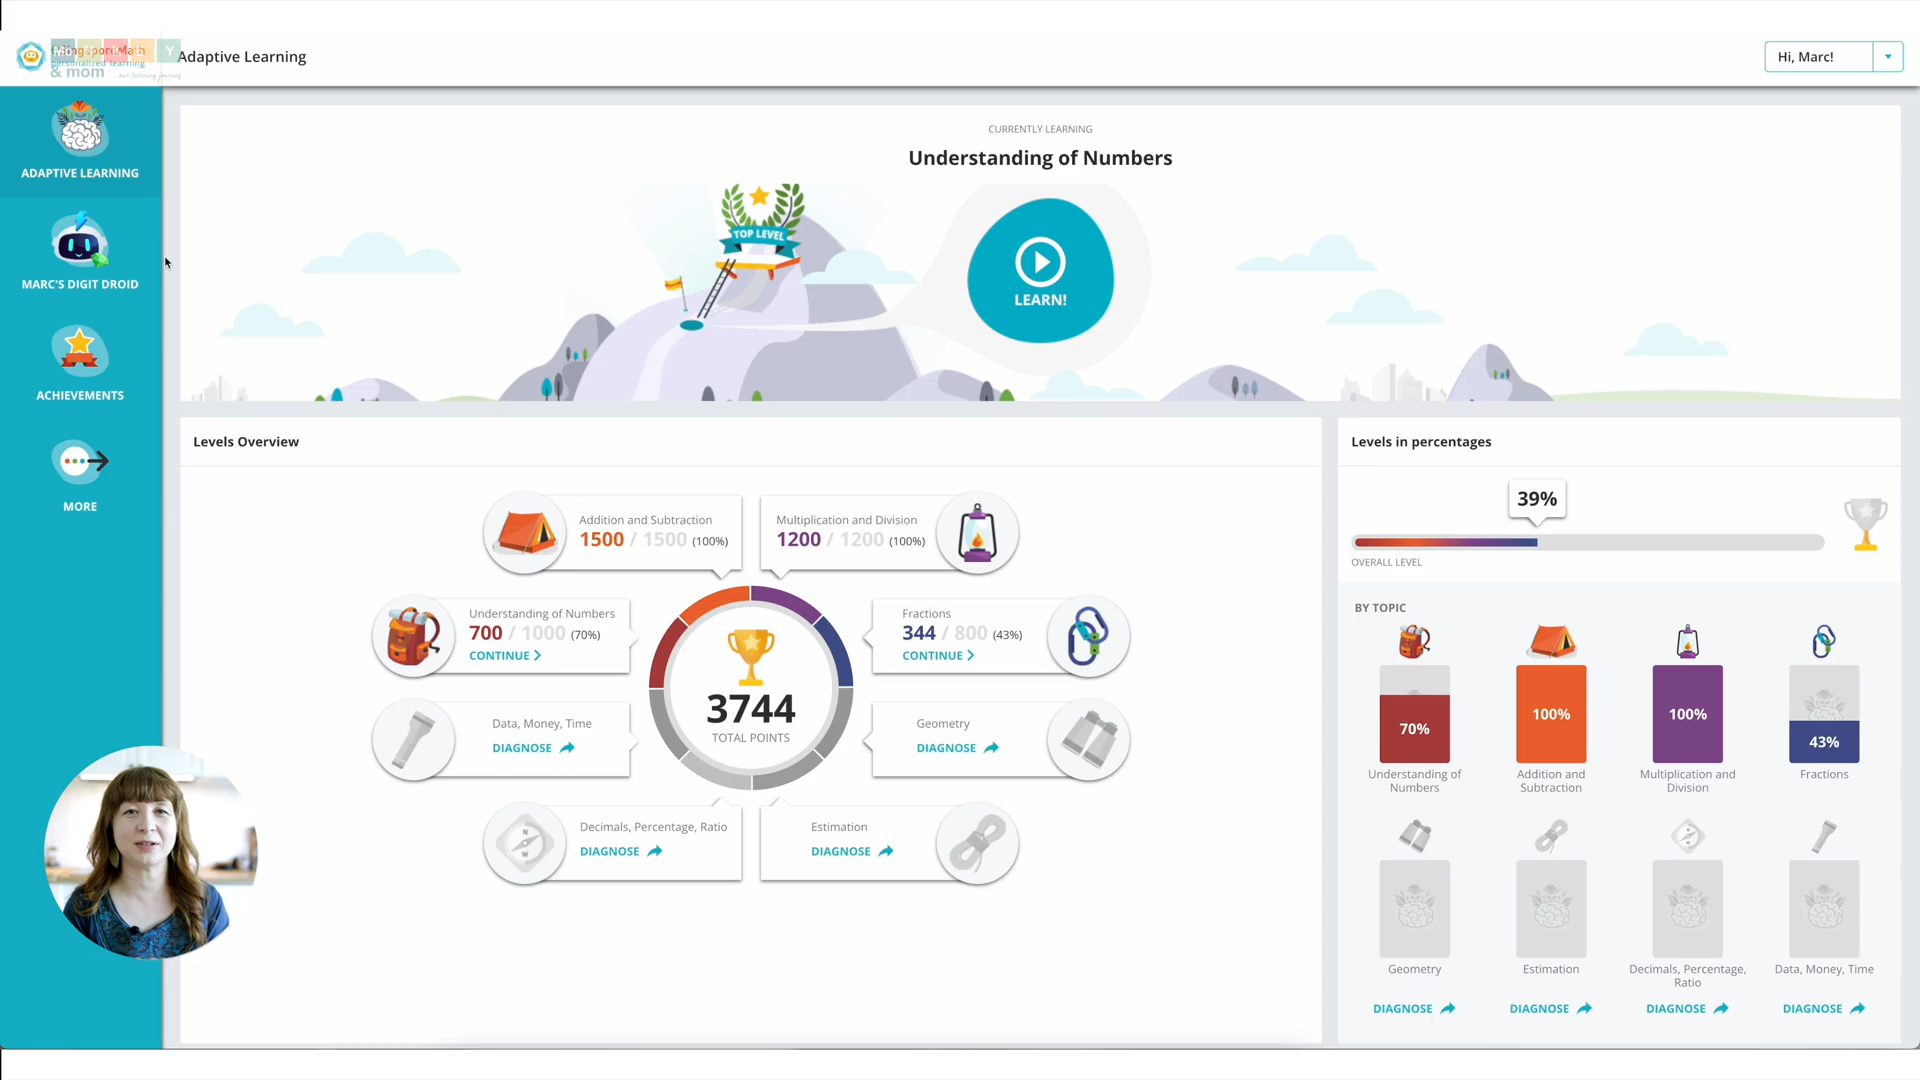 Adaptive Learning
Hi, Marc!
& mom
Y
ADAPTIVE LEARNING
MARC'S DIGIT DROID
ACHIEVEMENTS
MORE
CURRENTLY LEARNING
Understanding of Numbers
TOP LEVEL
LEARN!
Levels Overview
Addition and Subtraction
1500 / 1500 (100%)
Multiplication and Division
1200 / 1200 (100%)
Understanding of Numbers
700 / 1000 (70%)
CONTINUE
Fractions
344 / 800 (43%)
CONTINUE
3744
TOTAL POINTS
Data, Money, Time
DIAGNOSE
Geometry
DIAGNOSE
N
W
Decimals, Percentage, Ratio
DIAGNOSE
Estimation
DIAGNOSE
Levels in percentages
39%
OVERALL LEVEL
BY TOPIC
70%
100%
100%
43%
Understanding of
Numbers
Addition and
Subtraction
Multiplication and
Division
Fractions
Geometry
Estimation
Decimals, Percentage,
Ratio
Data, Money, Time
DIAGNOSE
DIAGNOSE
DIAGNOSE
DIAGNOSE